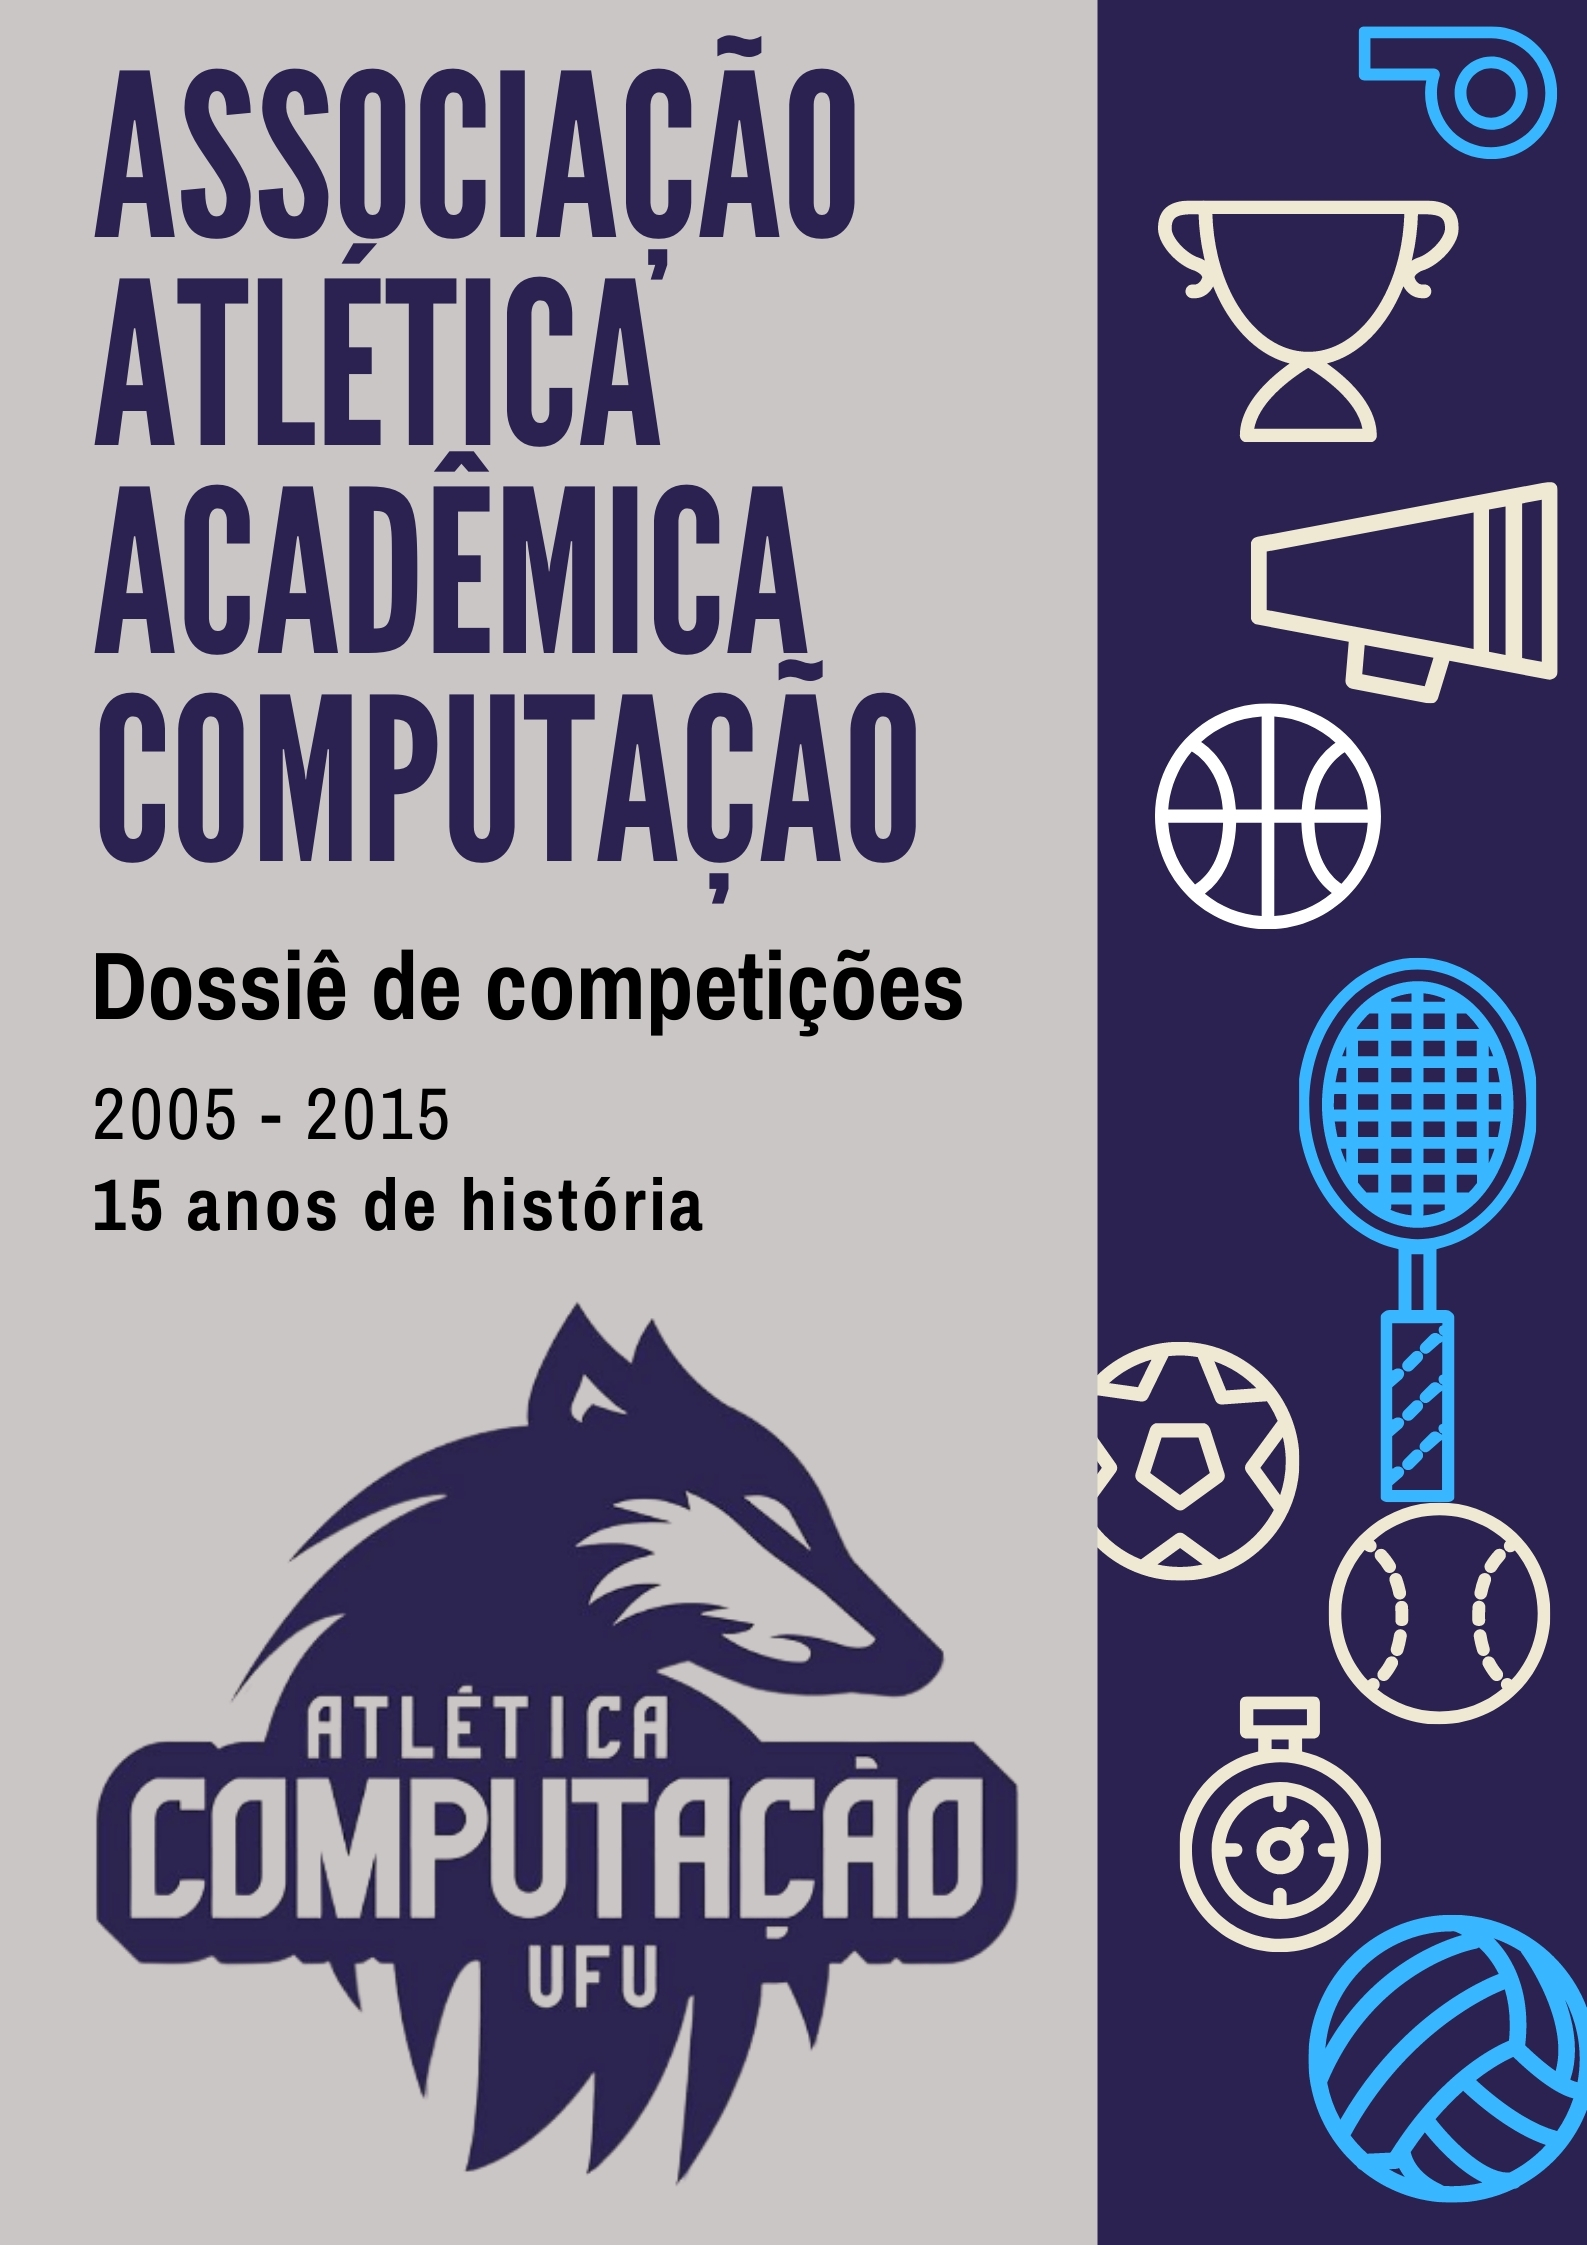 ASSOCIAÇÃO
ATLÉTICA
ACADÊMICA
COMPUTAÇÃO
Dossiê de competições
2005 - 2015
15 anos de história
ATLÉTICA
COMPUTAÇÃO
UFU